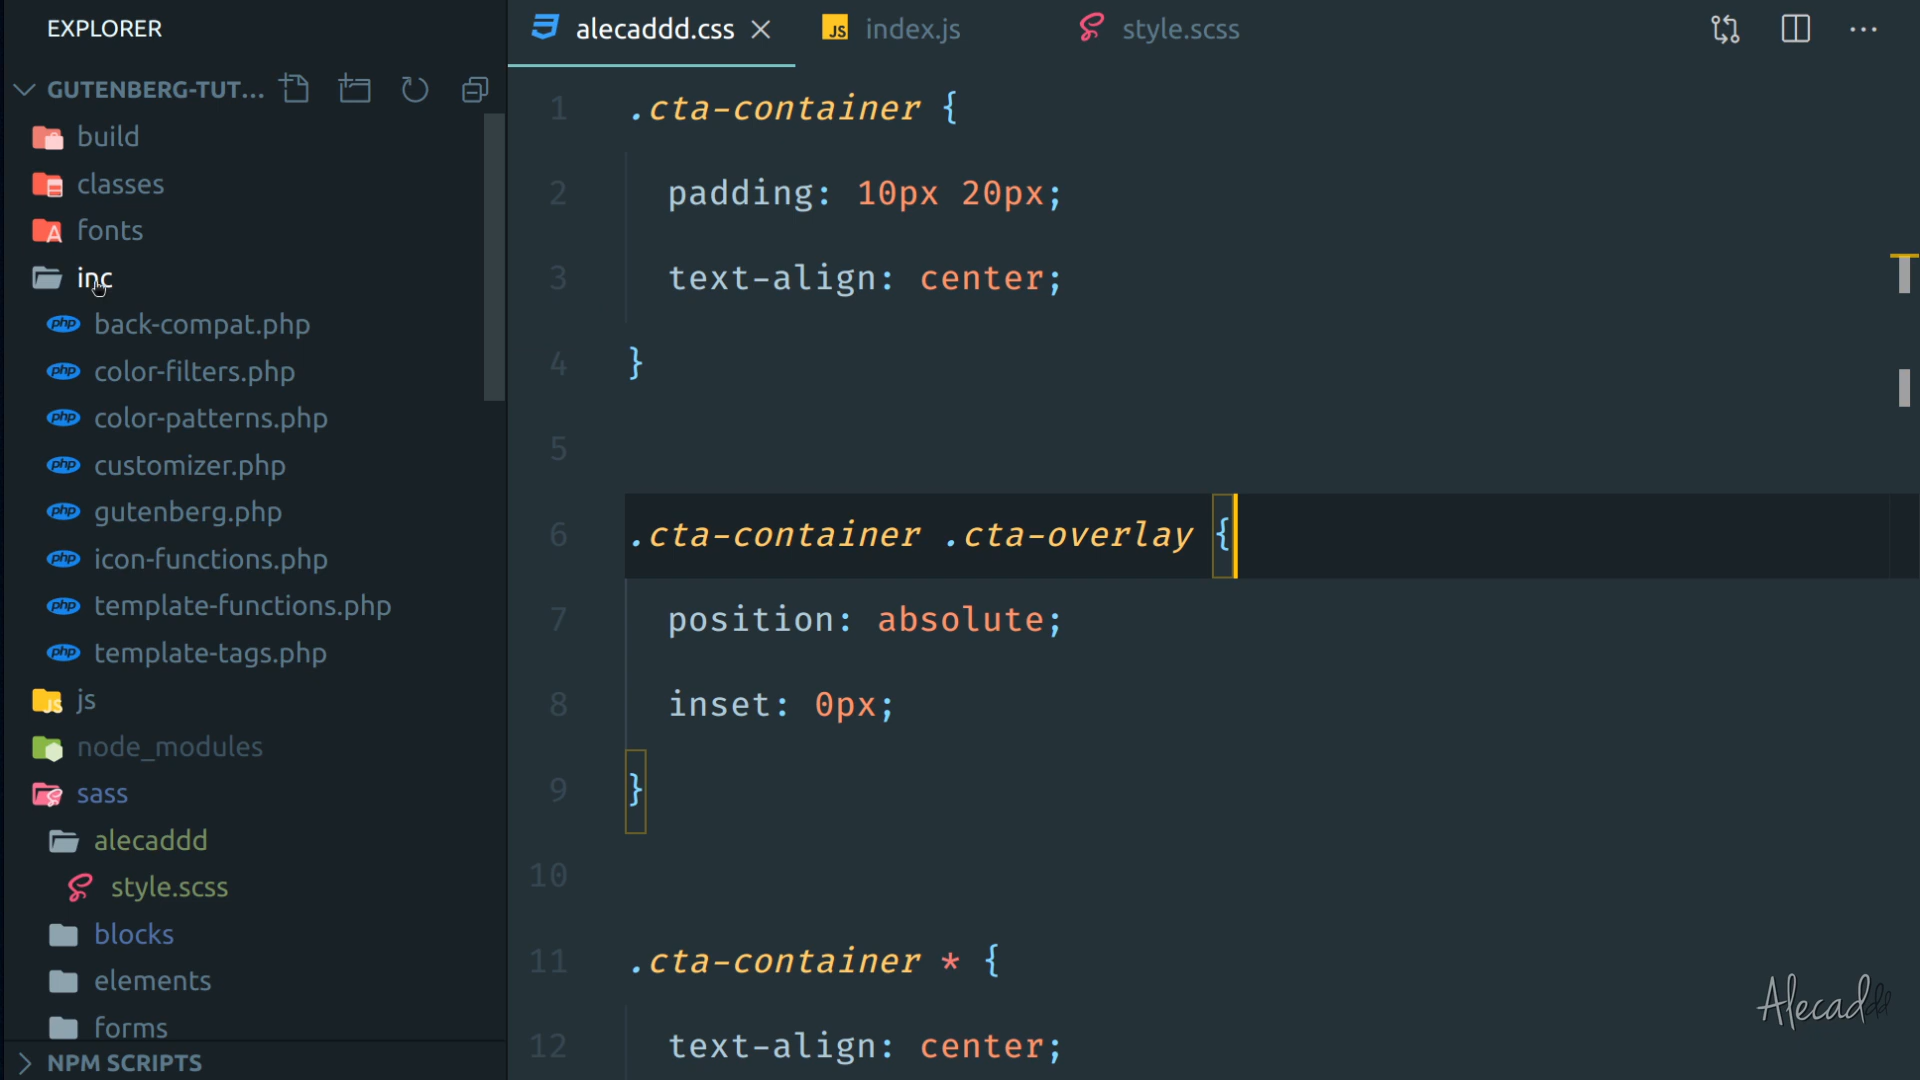 EXPLORER
GUTENBERG-TUT...
build
classes
fonts
inc
back-compat.php
color-filters.php
color-patterns.php
customizer.php
gutenberg.php
icon-functions.php
template-functions.php
template-tags.php
js
node_modules
sass
alecaddd
style.scss
blocks
elements
forms
NPM SCRIPTS
alecaddd.css
JS index.js
style.scss
1 .cta-container {
2 padding: 10px 20px;
3 text-align: center;
4 }
5
6 .cta-container .cta-overlay {
7 position: absolute;
8 inset: 0px;
9 }
10
11 .cta-container * {
12 text-align: center;
Alecaddd